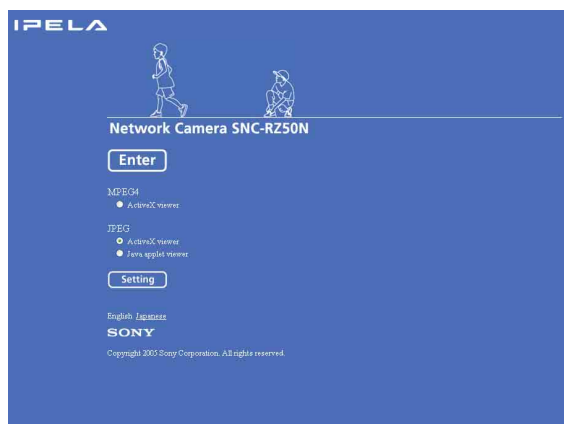 IPELA
Network Camera SNC-RZ50N
Enter
MPEG4
ActiveX viewer
JPEG
ActiveX viewer
Java applet viewer
Setting
English Japanese
SONY
Copyright 2005 Sony Corporation. All rights reserved.